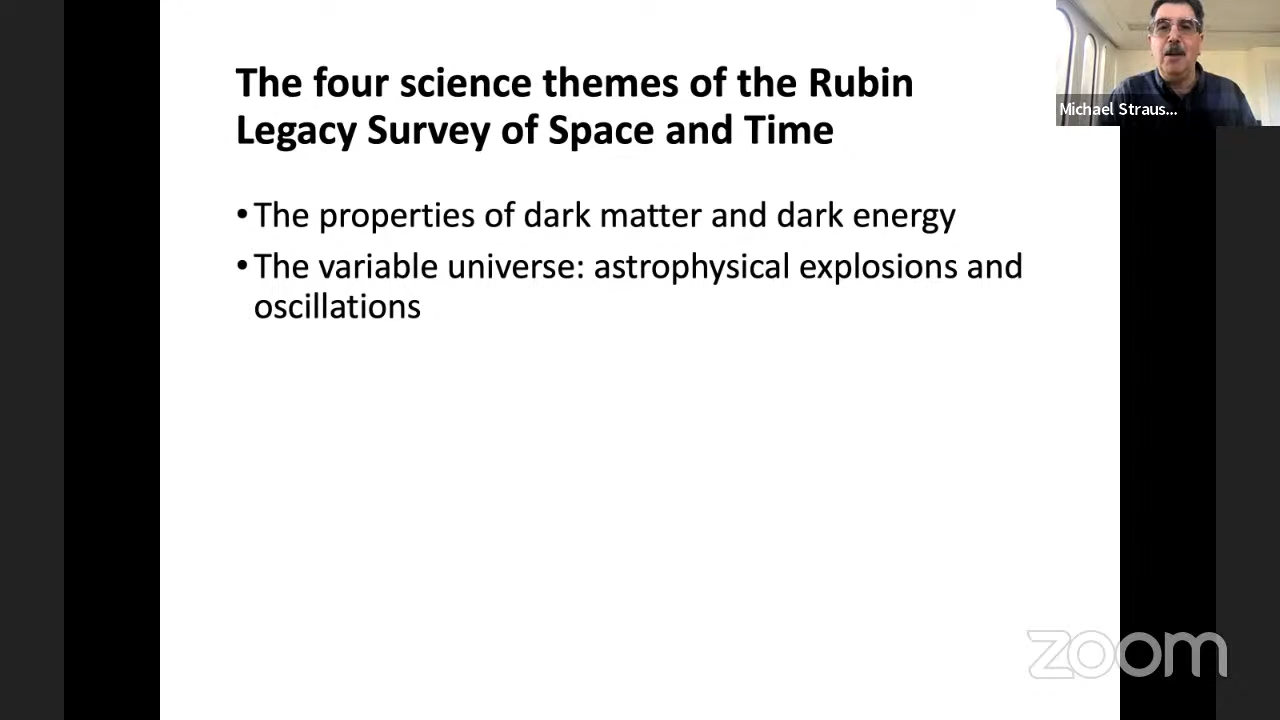 The four science themes of the Rubin
Legacy Survey of Space and Time
• The properties of dark matter and dark energy
• The variable universe: astrophysical explosions and
oscillations
Michael Straus...
zoom